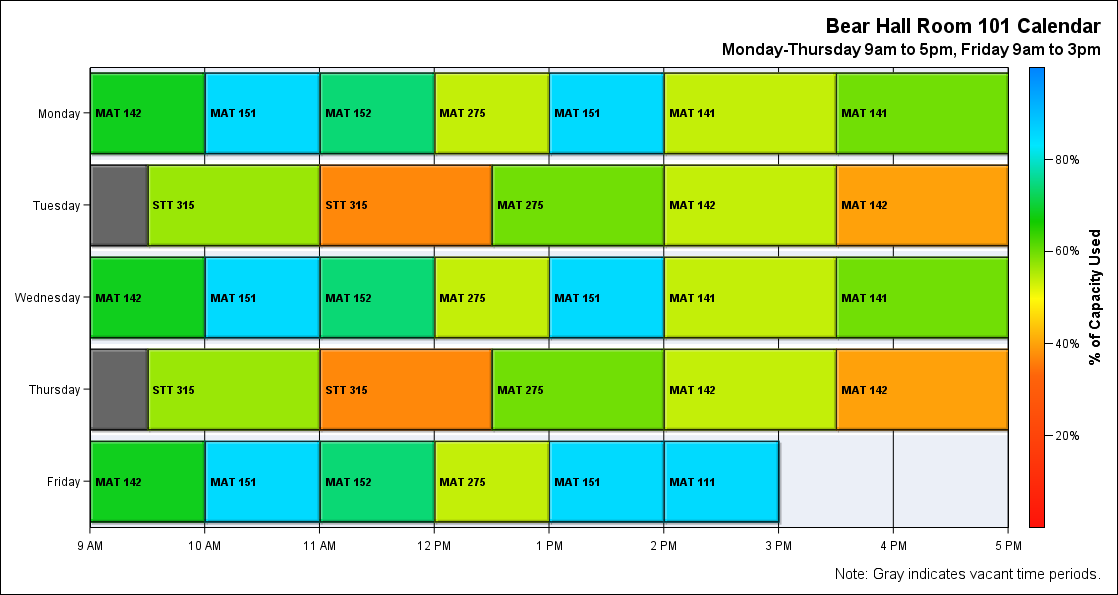 Bear Hall Room 101 Calendar
Monday-Thursday 9am to 5pm, Friday 9am to 3pm
Monday MAT 142 MAT 151 MAT 152 MAT 275 MAT 151 MAT 141 MAT 141
Tuesday STT 315 STT 315 MAT 275 MAT 142 MAT 142
Wednesday MAT 142 MAT 151 MAT 152 MAT 275 MAT 151 MAT 141 MAT 141
Thursday STT 315 STT 315 MAT 275 MAT 142 MAT 142
Friday MAT 142 MAT 151 MAT 152 MAT 275 MAT 151 MAT 111
9 AM 10 AM 11 AM 12 PM 1 PM 2 PM 3 PM 4 PM 5 PM
80%
60%
40%
20%
% of Capacity Used
Note: Gray indicates vacant time periods.